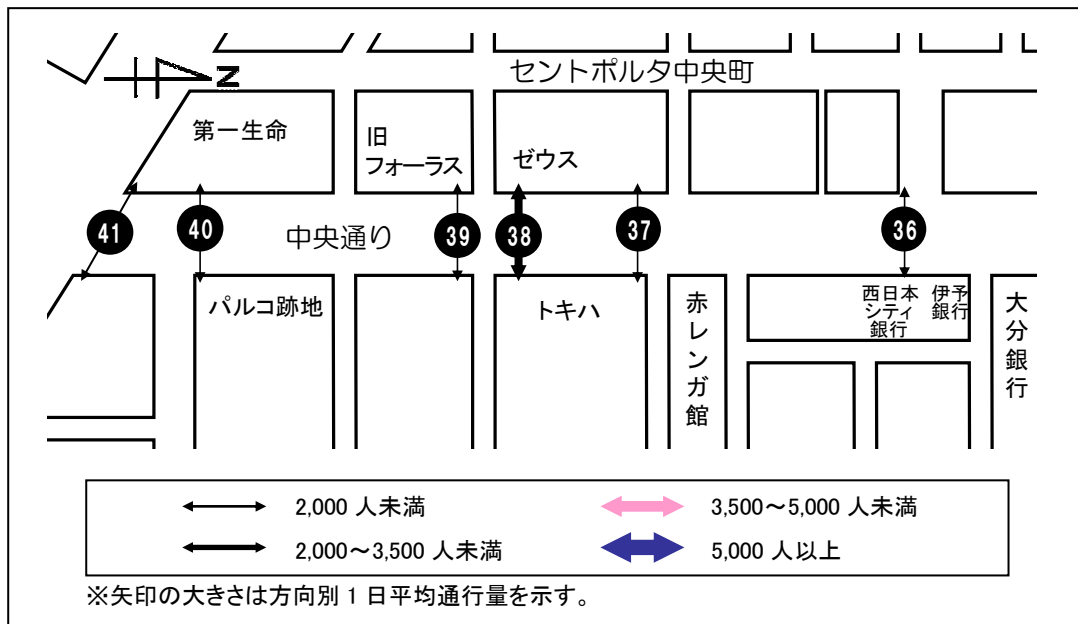 セントポルタ中央町
N
第一生命
旧
フォーラス
ゼウス
41
40
中央通り
39
38
37
36
パルコ跡地
トキハ
赤レンガ館
西日本
シティ
銀行
伊予
銀行
大分銀行
2,000 人未満
3,500～5,000 人未満
2,000～3,500 人未満
5,000 人以上
※矢印の大きさは方向別 1 日平均通行量を示す。